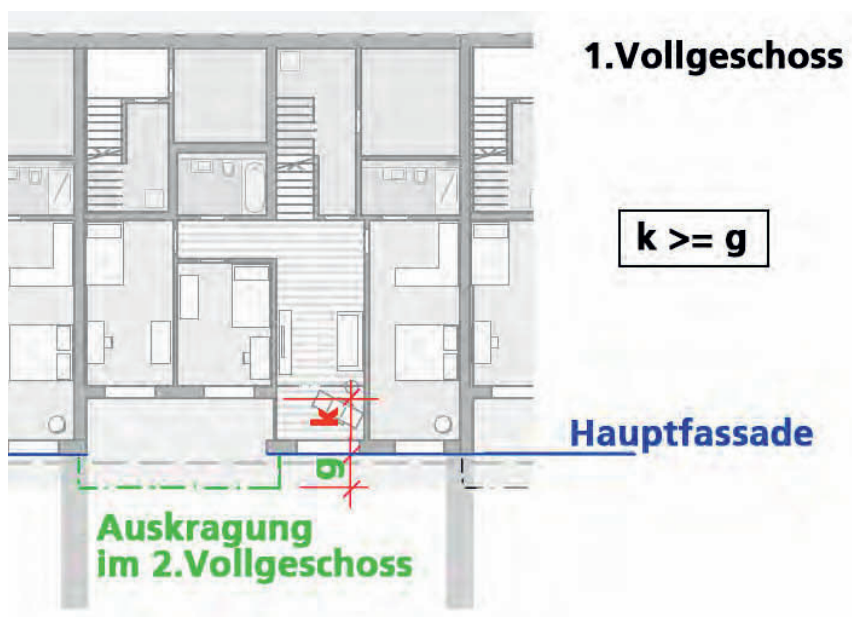 1.Vollgeschoss
k >= g
k
Hauptfassade
g
Auskragung
im 2.Vollgeschoss